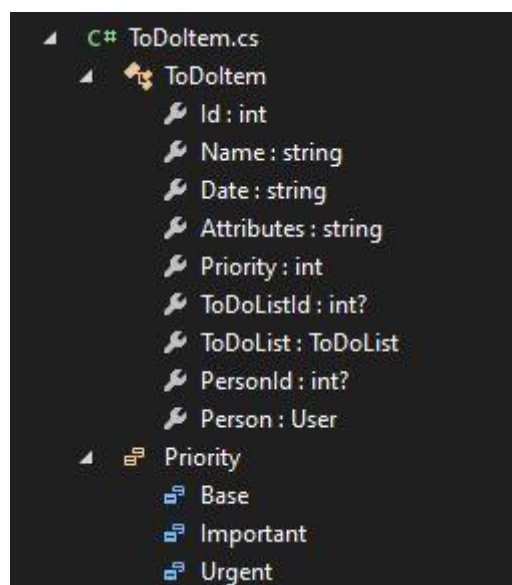 C# ToDoItem.cs
ToDoItem
Id : int
Name : string
Date : string
Attributes : string
Priority : int
ToDoListId : int?
ToDoList : ToDoList
PersonId : int?
Person : User
Priority
Base
Important
Urgent